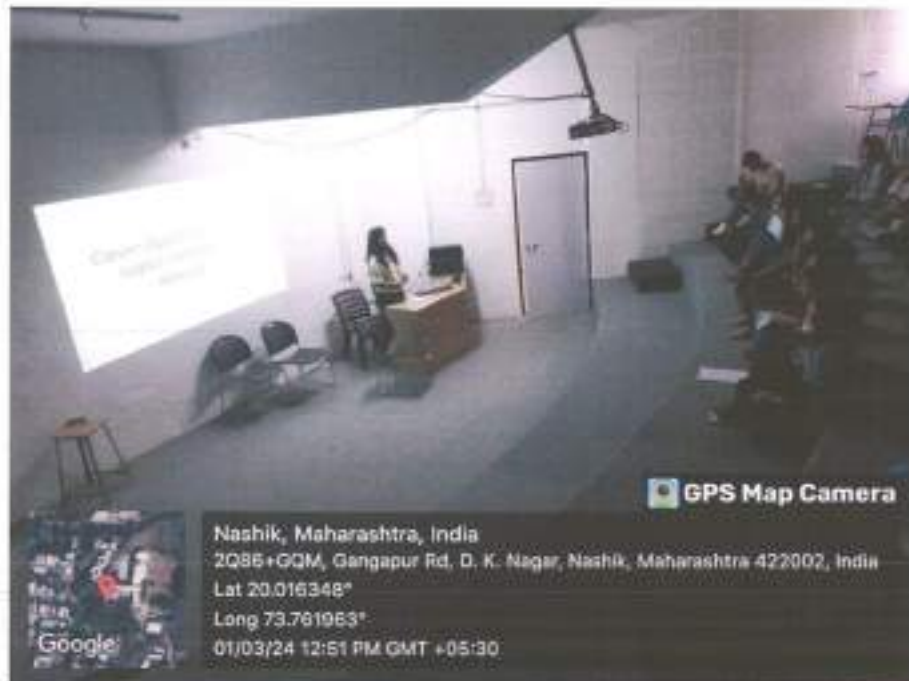 GPS Map Camera
Nashik, Maharashtra, India
2Q86+GQM, Gangapur Rd, D. K. Nagar, Nashik, Maharashtra 422002, India
Lat 20.016348°
Long 73.761963°
01/03/24 12:51 PM GMT +05:30
Google